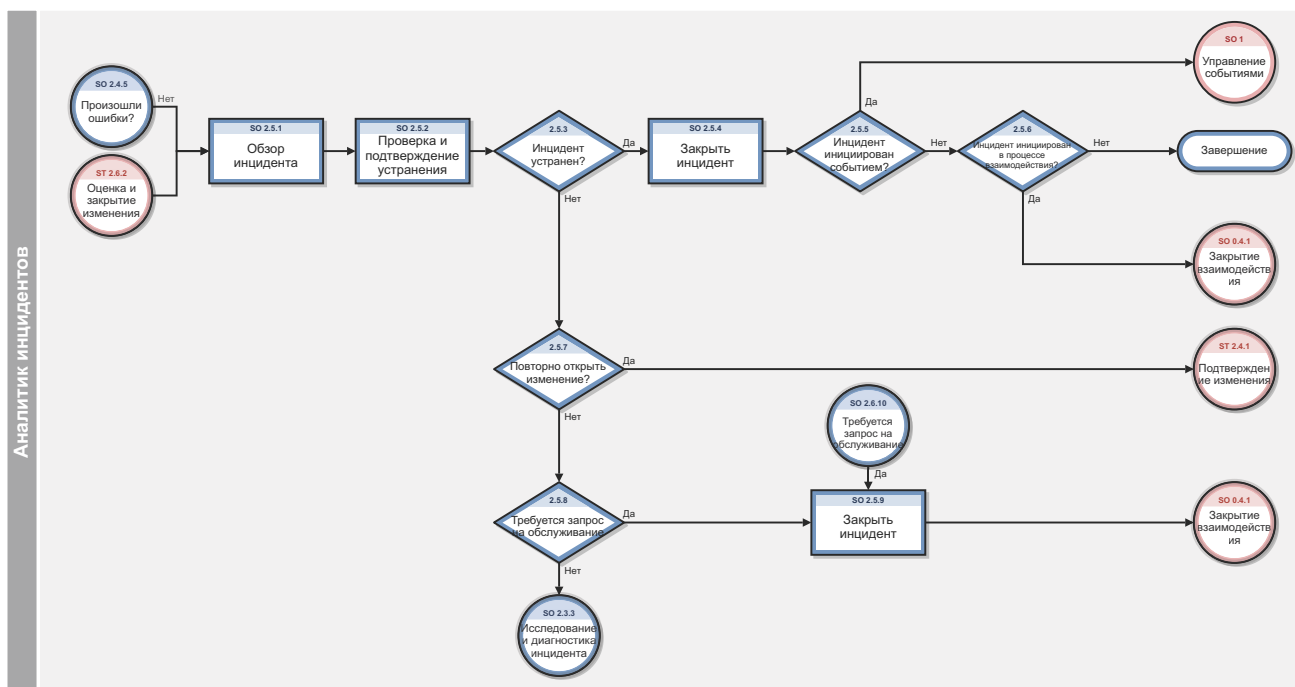 Аналитик инцидентов
SO 2.4.5
Произошли
ошибки?
Нет
ST 2.6.2
Оценка и
закрытие
изменения
SO 2.5.1
Обзор
инцидента
SO 2.5.2
Проверка и
подтверждение
устранения
2.5.3
Инцидент
устранен?
Да
Нет
SO 2.5.4
Закрыть
инцидент
2.5.5
Инцидент
инициирован
событием?
Да
Нет
SO 1
Управление
событиями
2.5.6
Инцидент инициирован
в процессе
взаимодействия?
Нет
Да
Завершение
SO 0.4.1
Закрытие
взаимодейств
ия
2.5.7
Повторно открыть
изменение?
Да
Нет
ST 2.4.1
Подтвержден
ие изменения
SO 2.6.10
Требуется
запрос на
обслуживание
Да
2.5.8
Требуется запрос
на обслуживание
Да
Нет
SO 2.5.9
Закрыть
инцидент
SO 0.4.1
Закрытие
взаимодейств
ия
SO 2.3.3
Исследование
и диагностика
инцидента